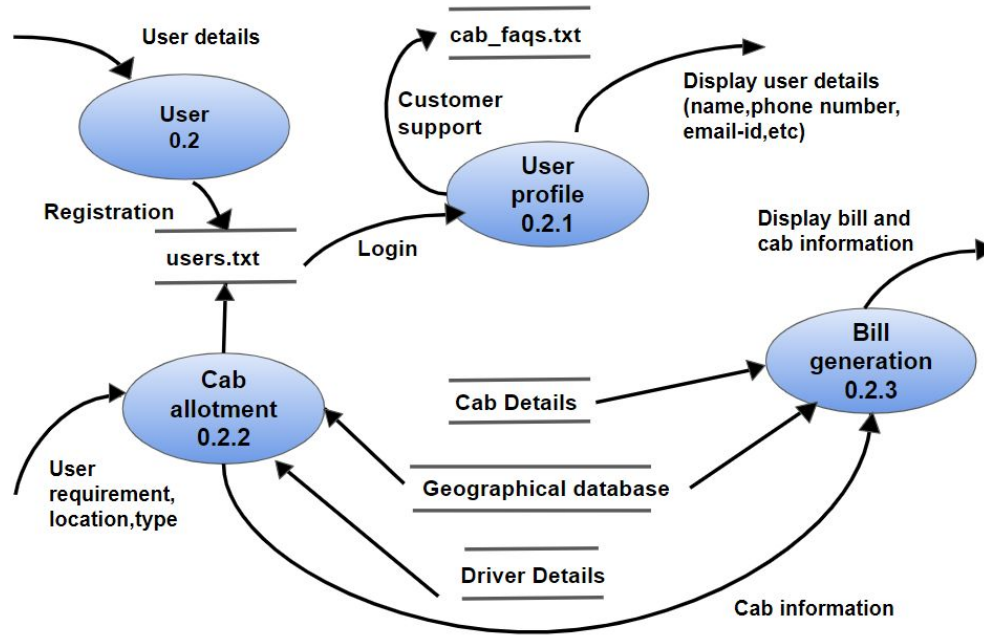 cab_faqs.txt
User details
Display user details
(name,phone number,
email-id,etc)
Customer
support
User
0.2
User
profile
0.2.1
Registration
Display bill and
cab information
users.txt
Login
Bill
generation
0.2.3
Cab
allotment
0.2.2
Cab Details
User
requirement,
location,type
Geographical database
Driver Details
Cab information